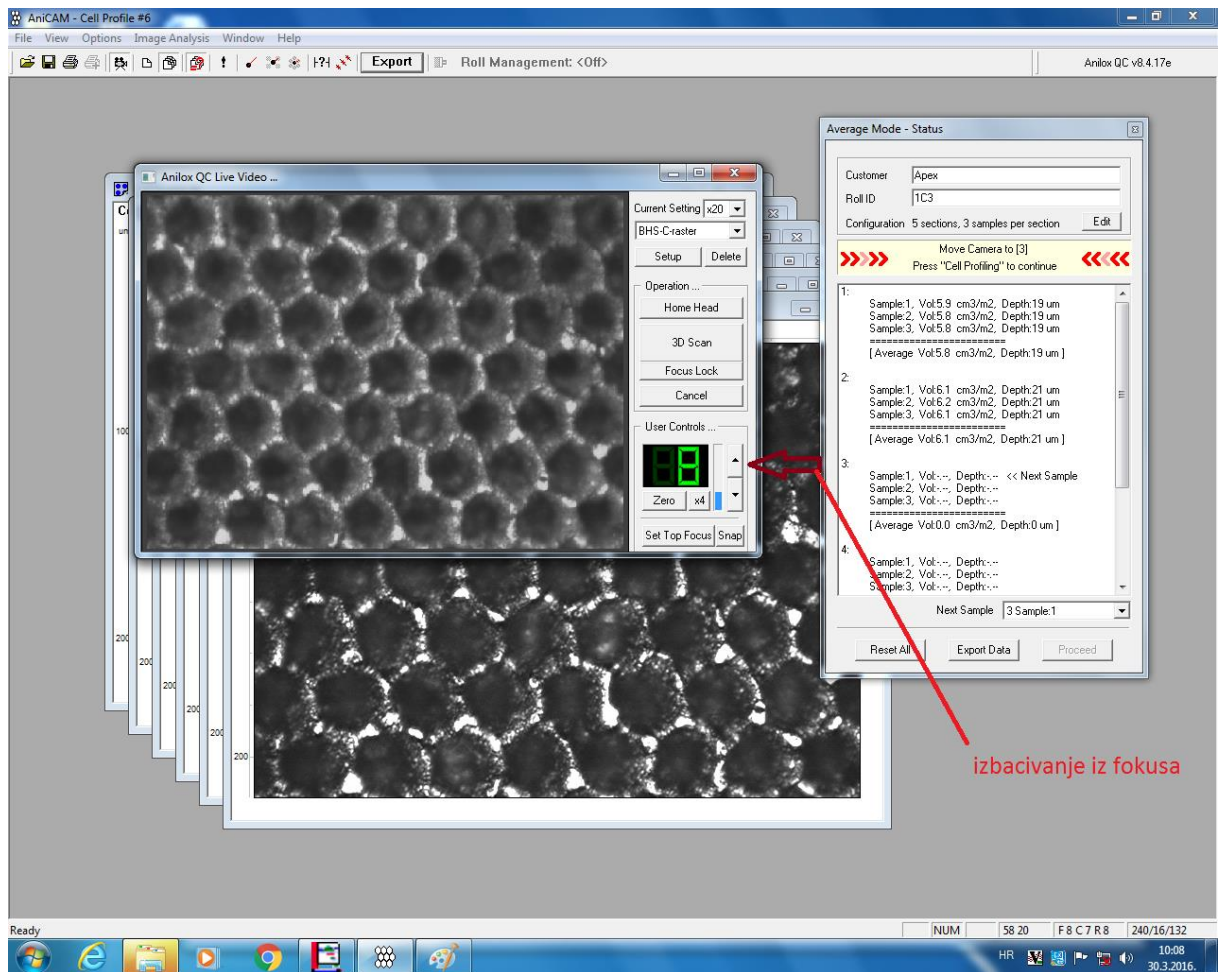 AniCAM - Cell Profile #6
File View Options Image Analysis Window Help
Export Roll Management: <Off> Anilox QC v8.4.17e
Anilox QC Live Video ...
Current Setting x20
BHS-C-raster
Setup Delete
Operation ...
Home Head
3D Scan
Focus Lock
Cancel
User Controls ...
Zero x4
Set Top Focus Snap
100
200
200
200
200
200
200
Average Mode - Status
Customer Apex
Roll ID 1C3
Configuration 5 sections, 3 samples per section Edit
Move Camera to [3]
Press "Cell Profiling" to continue
1:
Sample:1, Vol:5.9 cm3/m2, Depth:19 um
Sample:2, Vol:5.8 cm3/m2, Depth:19 um
Sample:3, Vol:5.8 cm3/m2, Depth:19 um
========================
[ Average Vol:5.8 cm3/m2, Depth:19 um ]
2:
Sample:1, Vol:6.1 cm3/m2, Depth:21 um
Sample:2, Vol:6.2 cm3/m2, Depth:21 um
Sample:3, Vol:6.1 cm3/m2, Depth:21 um
========================
[ Average Vol:6.1 cm3/m2, Depth:21 um ]
3:
Sample:1, Vol:-.--, Depth:-.-- << Next Sample
Sample:2, Vol:-.--, Depth:-.--
Sample:3, Vol:-.--, Depth:-.--
========================
[ Average Vol:0.0 cm3/m2, Depth:0 um ]
4:
Sample:1, Vol:-.--, Depth:-.--
Sample:2, Vol:-.--, Depth:-.--
Sample:3, Vol:-.--, Depth:-.--
Next Sample 3 Sample:1
Reset All Export Data Proceed
izbacivanje iz fokusa
Ready NUM 58 20 F 8 C 7 R 8 240/16/132
HR 10:08
30.3.2016.